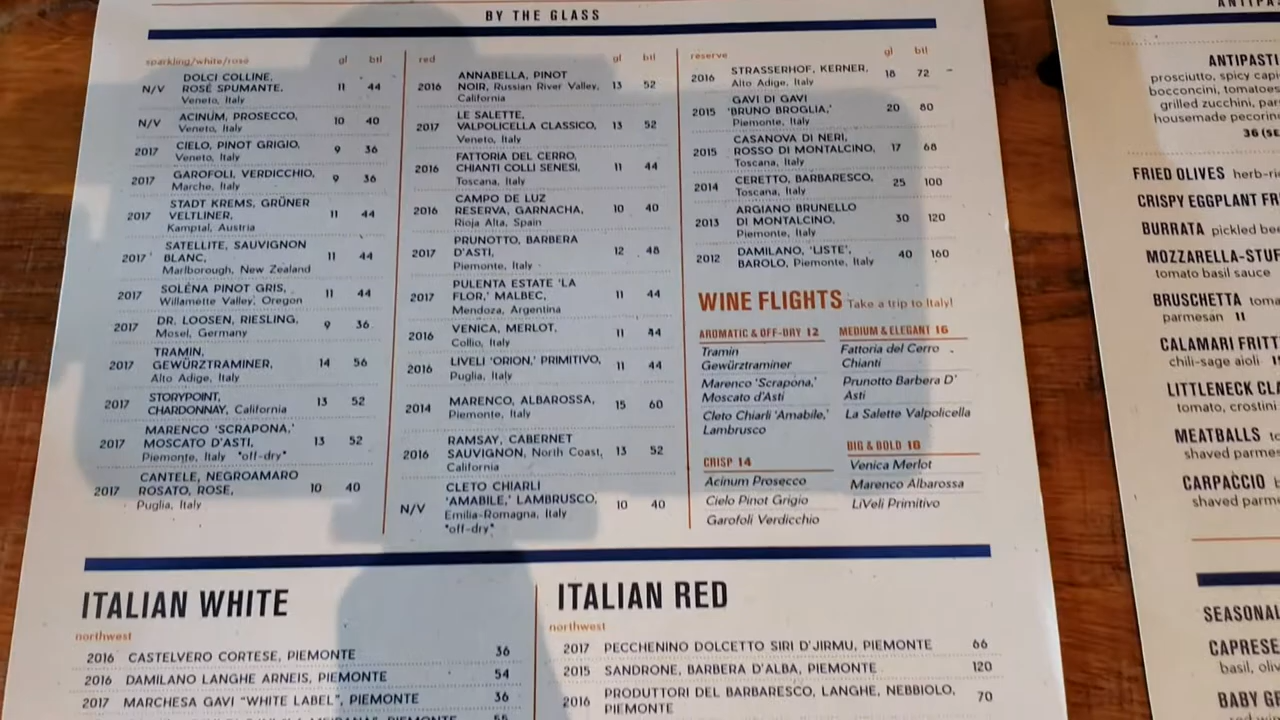 BY THE GLASS
sparkling/white/rosé gl btl
N/V DOLCI COLLINE,
ROSÉ SPUMANTE, 11 44
Veneto, Italy
N/V ACINUM, PROSECCO, 10 40
Veneto, Italy
2017 CIELO, PINOT GRIGIO, 9 36
Veneto, Italy
2017 GAROFOLI, VERDICCHIO, 9 36
Marche, Italy
STADT KREMS, GRÜNER
2017 VELTLINER, 11 44
Kamptal, Austria
SATELLITE, SAUVIGNON
2017 BLANC, 11 44
Marlborough, New Zealand
2017 SOLÉNA PINOT GRIS, 11 44
Willamette Valley, Oregon
2017 DR. LOOSEN, RIESLING, 9 36
Mosel, Germany
TRAMIN,
2017 GEWÜRZTRAMINER, 14 56
Alto Adige, Italy
2017 STORYPOINT, 13 52
CHARDONNAY, California
MARENCO 'SCRAPONA,'
2017 MOSCATO D'ASTI, 13 52
Piemonte, Italy *off-dry*
CANTELE, NEGROAMARO
2017 ROSATO, ROSE, 10 40
Puglia, Italy
red gl btl
ANNABELLA, PINOT
2016 NOIR, Russian River Valley, 13 52
California
LE SALETTE,
2017 VALPOLICELLA CLASSICO, 13 52
Veneto, Italy
FATTORIA DEL CERRO,
2016 CHIANTI COLLI SENESI, 11 44
Toscana, Italy
CAMPO DE LUZ
2016 RESERVA, GARNACHA, 10 40
Rioja Alta, Spain
PRUNOTTO, BARBERA
2017 D'ASTI, 12 48
Piemonte, Italy
PULENTA ESTATE 'LA
2017 FLOR,' MALBEC, 11 44
Mendoza, Argentina
2016 VENICA, MERLOT, 11 44
Collio, Italy
2016 LIVELI 'ORION,' PRIMITIVO, 11 44
Puglia, Italy
2014 MARENCO, ALBAROSSA, 15 60
Piemonte, Italy
RAMSAY, CABERNET
2016 SAUVIGNON, North Coast, 13 52
California
CLETO CHIARLI
N/V 'AMABILE,' LAMBRUSCO, 10 40
Emilia-Romagna, Italy
*off-dry*
reserve gl btl
2016 STRASSERHOF, KERNER, 18 72
Alto Adige, Italy
GAVI DI GAVI
2015 'BRUNO BROGLIA,' 20 80
Piemonte, Italy
CASANOVA DI NERI,
2015 ROSSO DI MONTALCINO, 17 68
Toscana, Italy
2014 CERETTO, BARBARESCO, 25 100
Toscana, Italy
ARGIANO BRUNELLO
2013 DI MONTALCINO, 30 120
Piemonte, Italy
2012 DAMILANO, 'LISTE', 40 160
BAROLO, Piemonte, Italy
WINE FLIGHTS Take a trip to Italy!
AROMATIC & OFF-DRY 12
Tramin
Gewürztraminer
Marenco 'Scrapona,'
Moscato d'Asti
Cleto Chiarli 'Amabile,'
Lambrusco
CRISP 14
Acinum Prosecco
Cielo Pinot Grigio
Garofoli Verdicchio
MEDIUM & ELEGANT 16
Fattoria del Cerro
Chianti
Prunotto Barbera D'
Asti
La Salette Valpolicella
BIG & BOLD 18
Venica Merlot
Marenco Albarossa
LiVeli Primitivo
ITALIAN WHITE
northwest
2016 CASTELVERO CORTESE, PIEMONTE 36
2016 DAMILANO LANGHE ARNEIS, PIEMONTE 54
2017 MARCHESA GAVI "WHITE LABEL", PIEMONTE 36
ITALIAN RED
northwest
2017 PECCHENINO DOLCETTO SIRI D'JIRMU, PIEMONTE 66
2015 SANDRONE, BARBERA D'ALBA, PIEMONTE 120
2016 PRODUTTORI DEL BARBARESCO, LANGHE, NEBBIOLO, 70
PIEMONTE
ANTIPASTI
prosciutto, spicy
bocconcini, tomatoes
grilled zucchini,
housemade pecorino
36
FRIED OLIVES
CRISPY EGGPLANT
BURRATA pickled
MOZZARELLA-
tomato basil sauce
BRUSCHETTA
parmesan 11
CALAMARI
chili-sage aioli
LITTLENECK
tomato, crostini
MEATBALLS
shaved
CARPACCIO
shaved
SEASONAL
CAPRESE
basil,
BABY